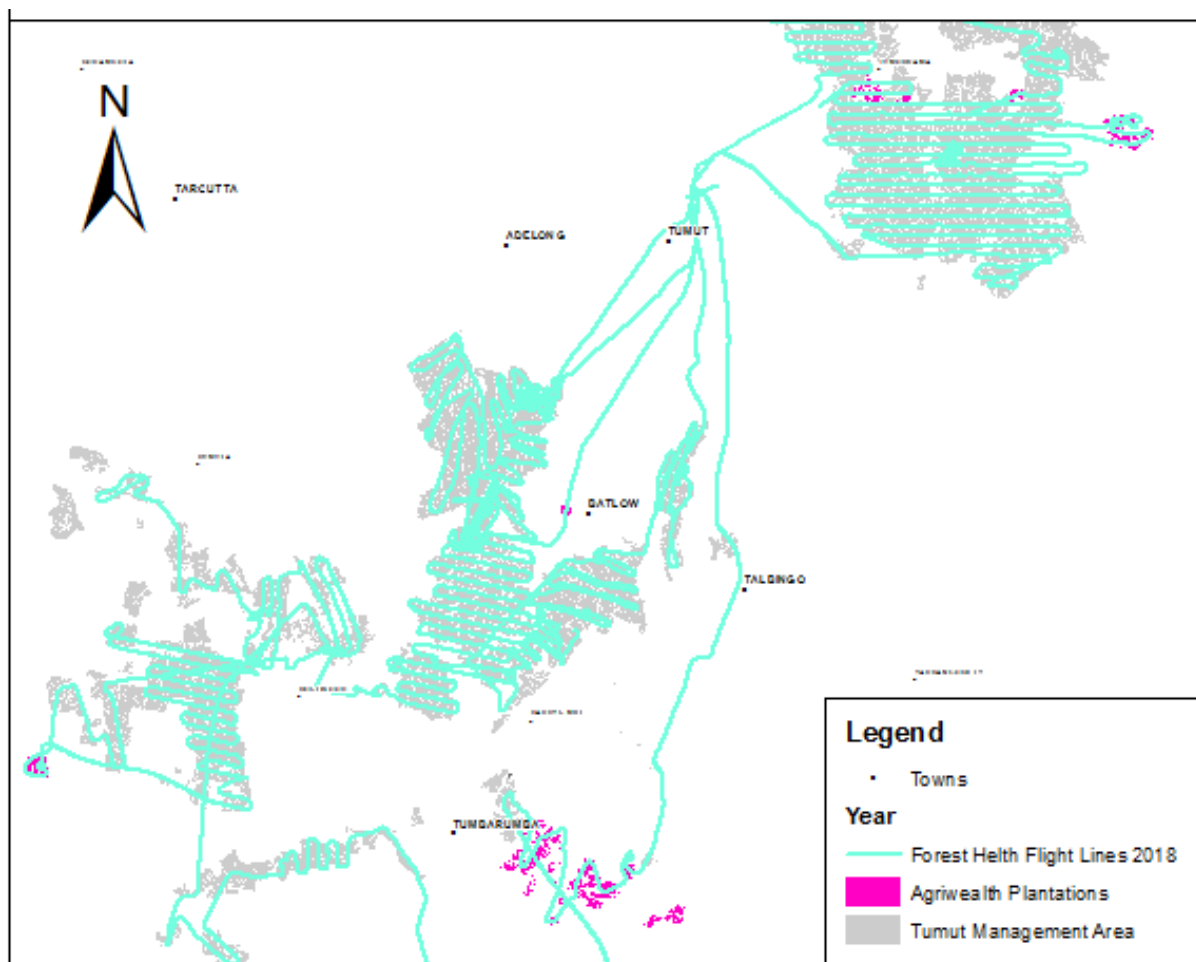 N
TARCUTTA
ADELONG
TUMUT
BATLOW
TALBINGO
TUMBARUMBA
Legend
Towns
Year
Forest Helth Flight Lines 2018
Agriwealth Plantations
Tumut Management Area